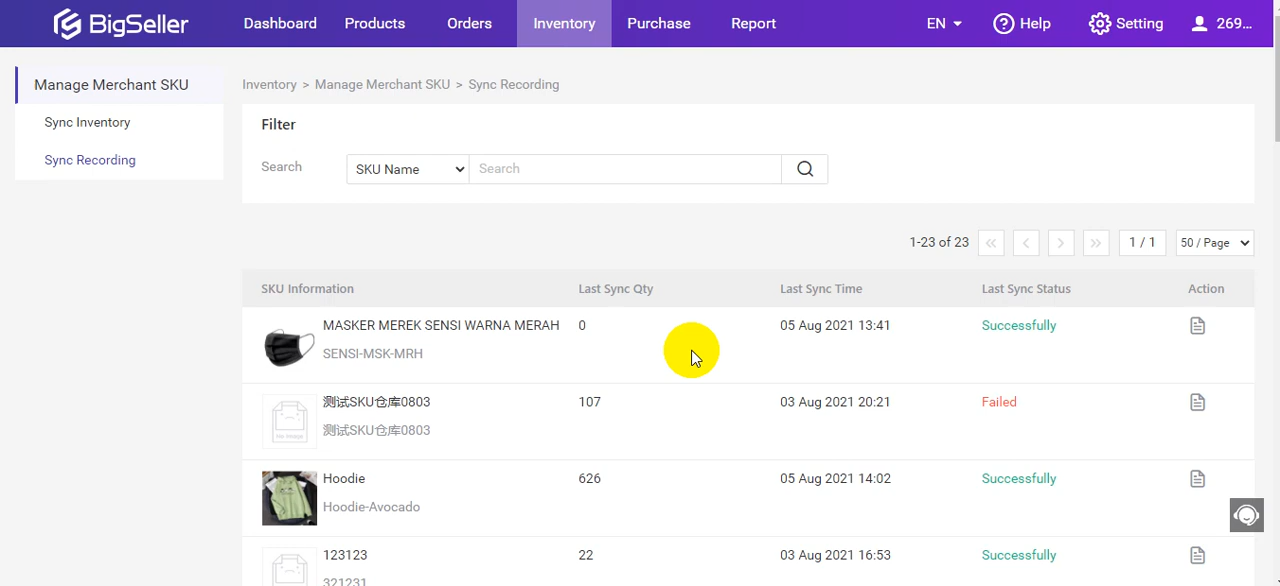 BigSeller Dashboard Products Orders Inventory Purchase Report EN Help Setting 269...
Manage Merchant SKU
Sync Inventory
Sync Recording
Inventory > Manage Merchant SKU > Sync Recording
Filter
Search SKU Name Search
1-23 of 23 « < > » 1 / 1 50 / Page
SKU Information Last Sync Qty Last Sync Time Last Sync Status Action
MASKER MEREK SENSI WARNA MERAH 0 05 Aug 2021 13:41 Successfully
SENSI-MSK-MRH
测试SKU仓库0803 107 03 Aug 2021 20:21 Failed
测试SKU仓库0803
No Image
Hoodie 626 05 Aug 2021 14:02 Successfully
Hoodie-Avocado
123123 22 03 Aug 2021 16:53 Successfully
321231